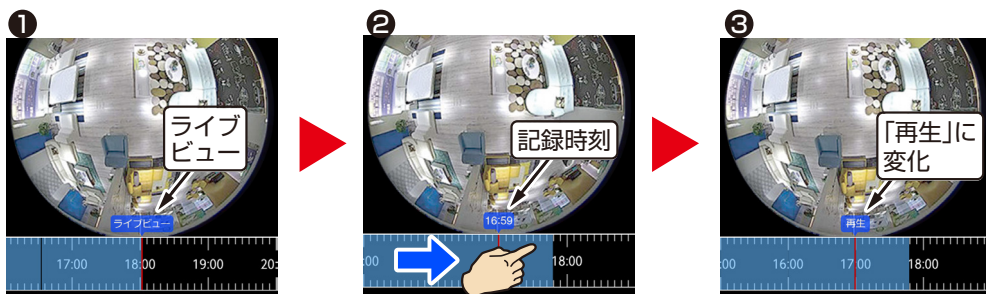 ❶
ライブ
ビュー
ライブビュー
17:00 18:00 19:00 20:
❷
記録時刻
16:59
:00 18:00
❸
「再生」に
変化
再生
:00 16:00 17:00 18:00